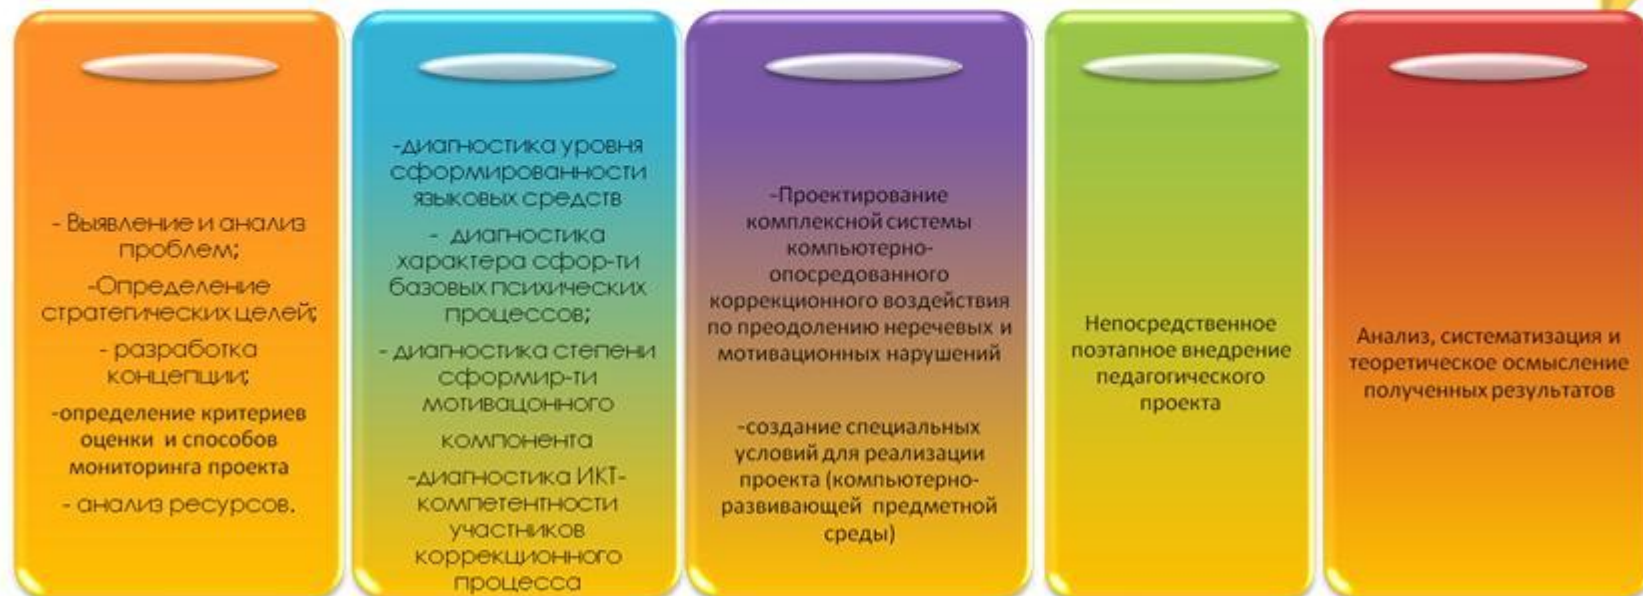 - Выявление и анализ
проблем;
-Определение
стратегических целей;
- разработка
концепции;
-определение критериев
оценки и способов
мониторинга проекта
- анализ ресурсов.
-диагностика уровня
сформированности
языковых средств
- диагностика
характера сфор-ти
базовых психических
процессов;
- диагностика степени
сформир-ти
мотивацонного
компонента
-диагностика ИКТ-
компетентности
участников
коррекционного
процесса
-Проектирование
комплексной системы
компьютерно-
опосредованного
коррекционного воздействия
по преодолению неречевых и
мотивационных нарушений
-создание специальных
условий для реализации
проекта (компьютерно-
развивающей предметной
среды)
Непосредственное
поэтапное внедрение
педагогического
проекта
Анализ, систематизация и
теоретическое осмысление
полученных результатов